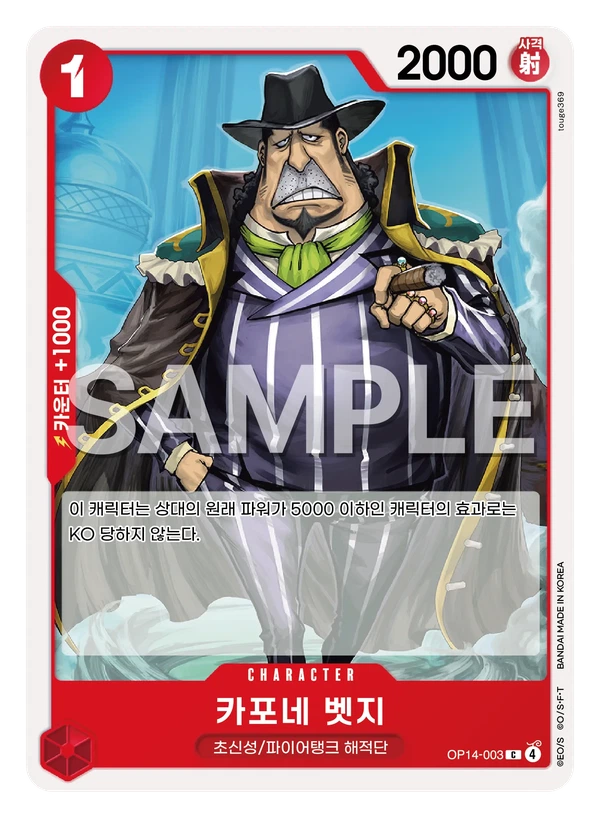 1
2000
사격
射
touge369
카운터 +1000
SAMPLE
이 캐릭터는 상대의 원래 파워가 5000 이하인 캐릭터의 효과로는
KO 당하지 않는다.
CHARACTER
카포네 벳지
초신성/파이어탱크 해적단
OP14-003 C 4
©EO/S ©O/S·F·T BANDAI MADE IN KOREA